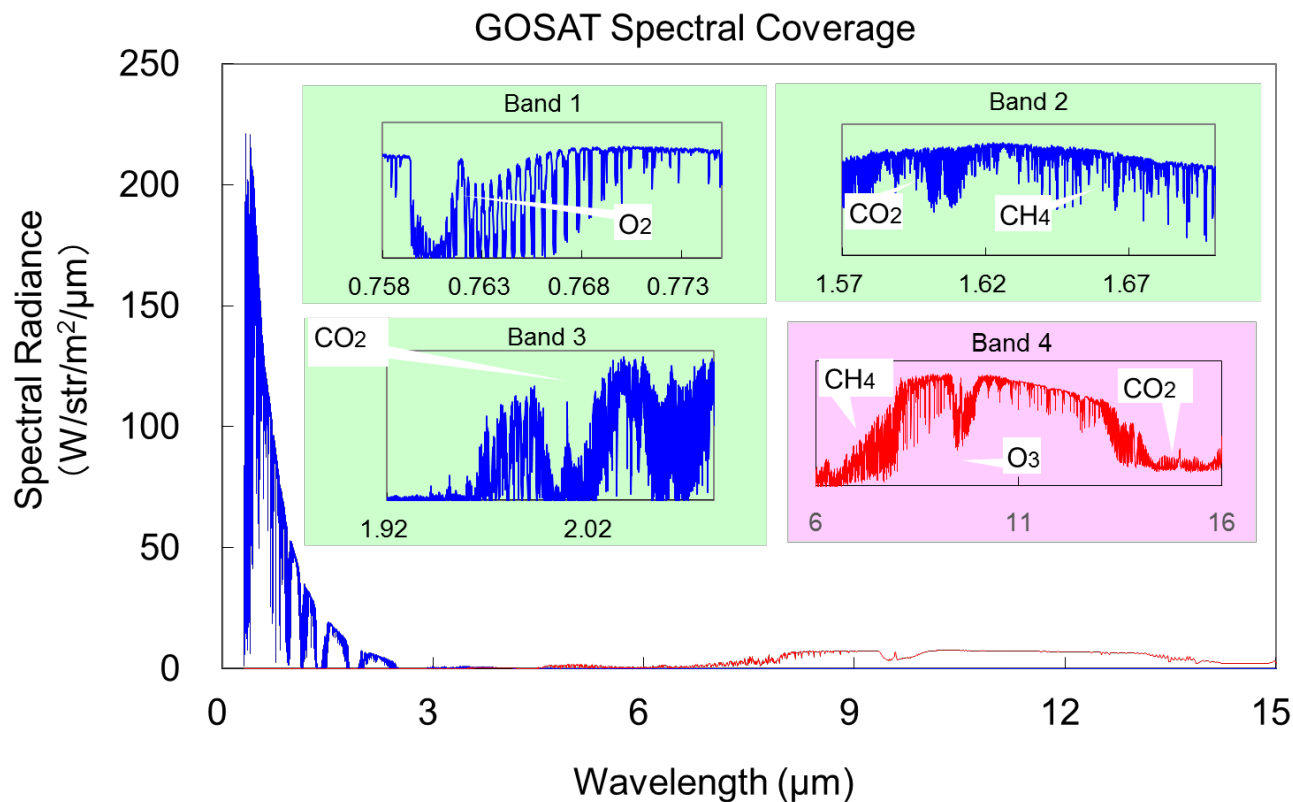 GOSAT Spectral Coverage
250
200
150
100
50
0
Spectral Radiance
(W/str/m²/μm)
Band 1
O2
0.758 0.763 0.768 0.773
Band 2
CO2
CH4
1.57 1.62 1.67
Band 3
CO2
1.92 2.02
Band 4
CH4
CO2
O3
6 11 16
0 3 6 9 12 15
Wavelength (μm)